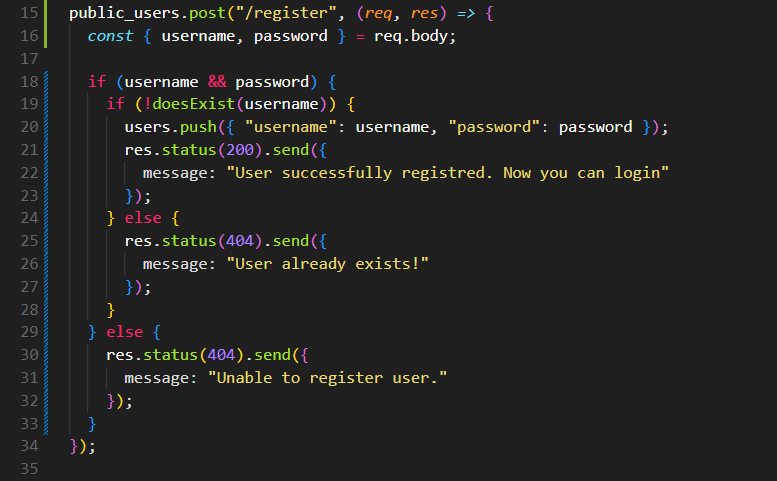 15 public_users.post("/register", (req, res) => {
16   const { username, password } = req.body;
17
18   if (username && password) {
19     if (!doesExist(username)) {
20       users.push({ "username": username, "password": password });
21       res.status(200).send({
22         message: "User successfully registred. Now you can login"
23       });
24     } else {
25       res.status(404).send({
26         message: "User already exists!"
27       });
28     }
29   } else {
30     res.status(404).send({
31       message: "Unable to register user."
32     });
33   }
34 });
35